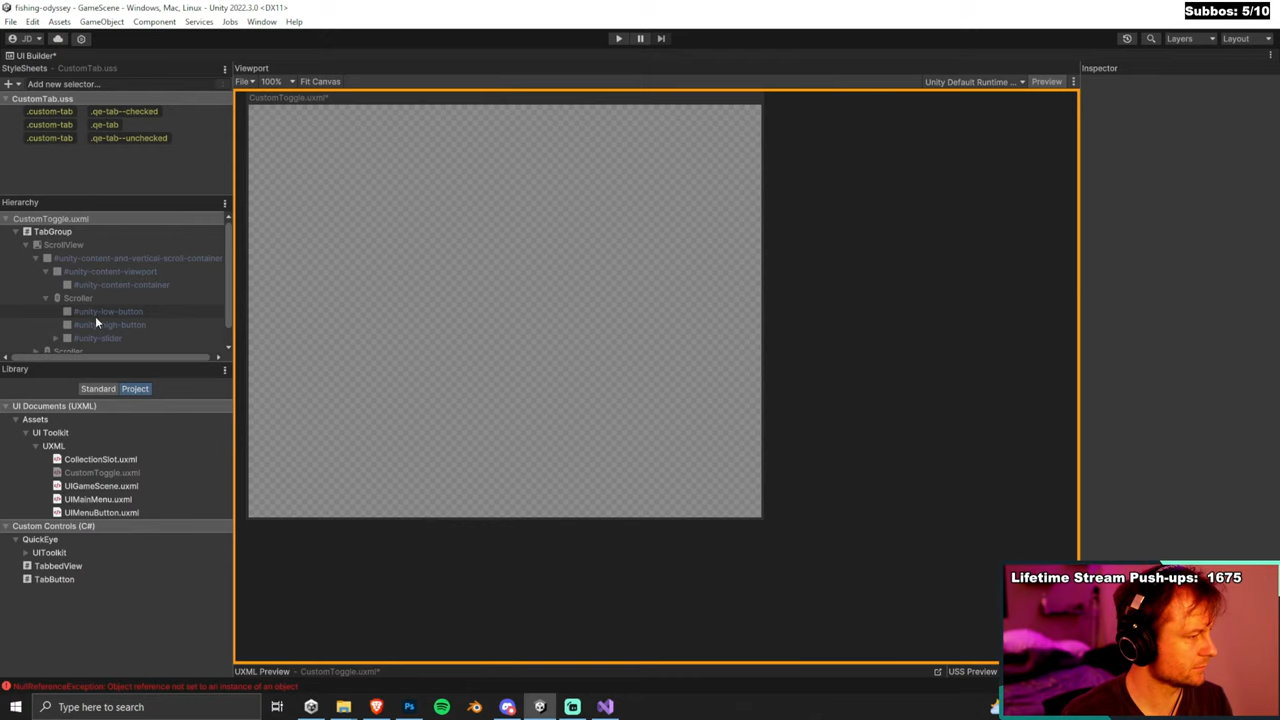 fishing-odyssey - GameScene - Windows, Mac, Linux - Unity 2022.3.0f1 <DX11>
Subbos: 5/10
File Edit Assets GameObject Component Services Jobs Window Help
JD
Layers Layout
UI Builder*
StyleSheets CustomTab.uss
Viewport
Inspector
Add new selector...
File 100% Fit Canvas
Unity Default Runtime ... Preview
CustomTab.uss
CustomToggle.uxml*
.custom-tab .qe-tab--checked
.custom-tab .qe-tab
.custom-tab .qe-tab--unchecked
Hierarchy
CustomToggle.uxml
TabGroup
ScrollView
#unity-content-and-vertical-scroll-container
#unity-content-viewport
#unity-content-container
Scroller
#unity-low-button
#unity-high-button
#unity-slider
Scroller
Library
Standard Project
UI Documents (UXML)
Assets
UI Toolkit
UXML
CollectionSlot.uxml
CustomToggle.uxml
UIGameScene.uxml
UIMainMenu.uxml
UIMenuButton.uxml
Custom Controls (C#)
QuickEye
UIToolkit
TabbedView
TabButton
Lifetime Stream Push-ups: 1675
UXML Preview - CustomToggle.uxml*
USS Preview
NullReferenceException: Object reference not set to an instance of an object
Type here to search